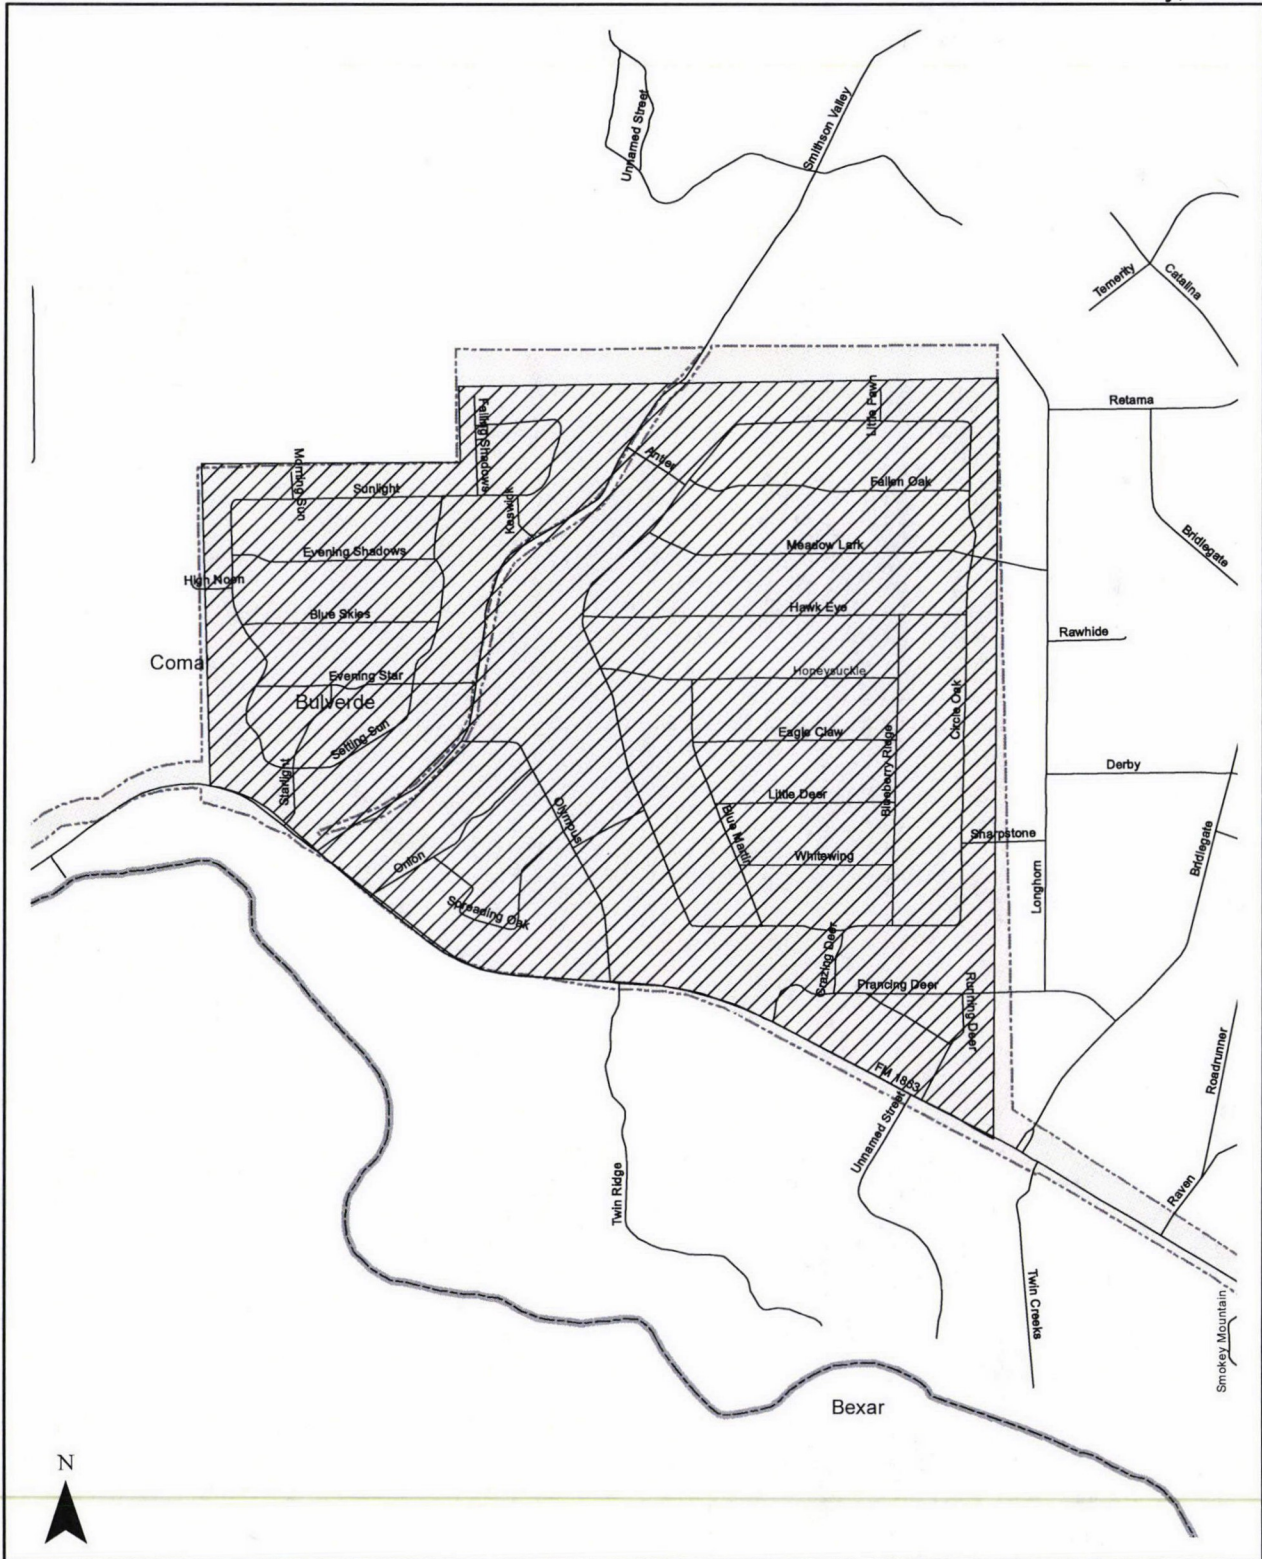 Unnamed Street
Smithson Valley
Temerity
Catalina
Retama
Little Fawn
Falling Shadows
Antler
Morning Sun
Sunlight
Keswick
Fallen Oak
Bridlegate
Evening Shadows
Meadow Lark
High Noon
Blue Skies
Hawk Eye
Rawhide
Comal
Evening Star
Honeysuckle
Bulverde
Circle Oak
Setting Sun
Eagle Claw
Blueberry Ridge
Derby
Starlight
Little Deer
Olympus
Blue Martin
Sharpstone
Bridlegate
Onion
Whitewing
Longhorn
Spreading Oak
Grazing Deer
Prancing Deer
Running Deer
Roadrunner
FM 1863
Unnamed Street
Twin Ridge
Raven
Twin Creeks
Smokey Mountain
Bexar
N